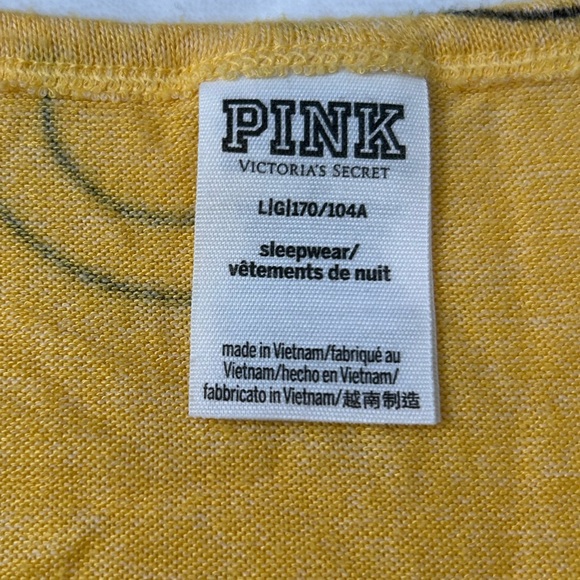 PINK
VICTORIA'S SECRET
L|G|170/104A
sleepwear/
vêtements de nuit
made in Vietnam/fabriqué au
Vietnam/hecho en Vietnam/
fabbricato in Vietnam/越南制造